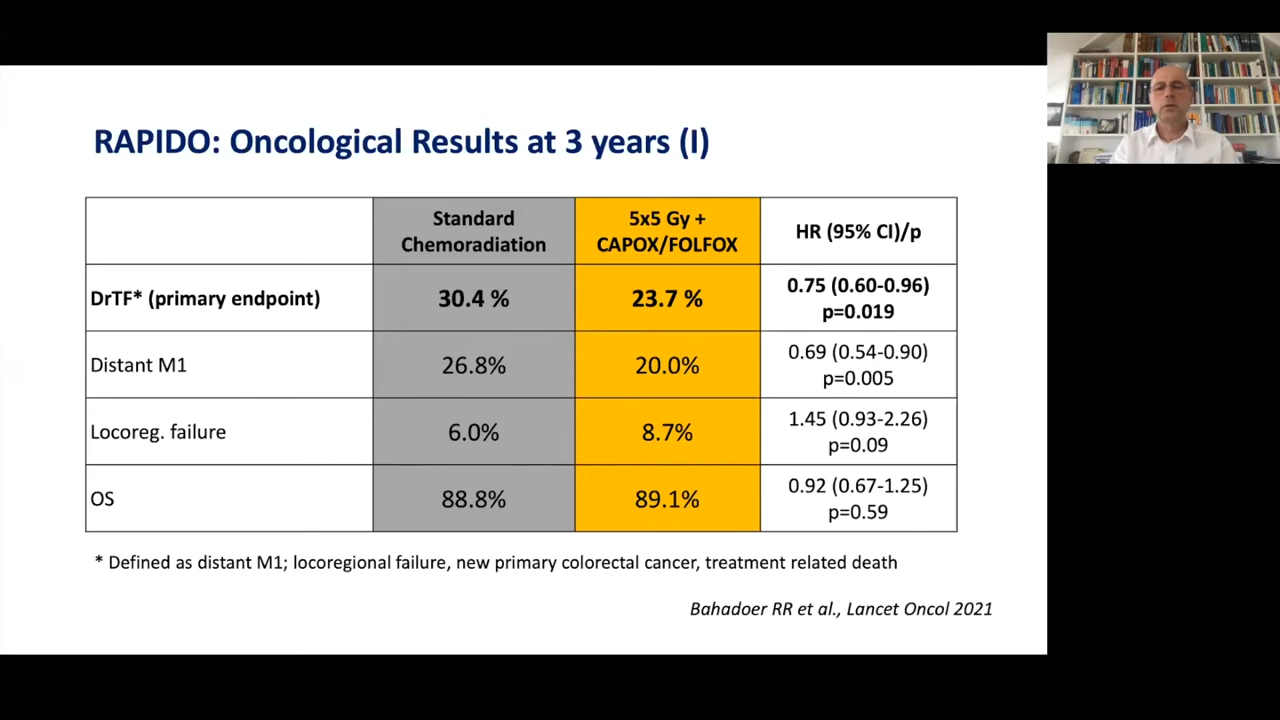 RAPIDO: Oncological Results at 3 years (I)
Standard
Chemoradiation
5x5 Gy +
CAPOX/FOLFOX
HR (95% CI)/p
DrTF* (primary endpoint)
30.4 %
23.7 %
0.75 (0.60-0.96)
p=0.019
Distant M1
26.8%
20.0%
0.69 (0.54-0.90)
p=0.005
Locoreg. failure
6.0%
8.7%
1.45 (0.93-2.26)
p=0.09
OS
88.8%
89.1%
0.92 (0.67-1.25)
p=0.59
* Defined as distant M1; locoregional failure, new primary colorectal cancer, treatment related death
Bahadoer RR et al., Lancet Oncol 2021